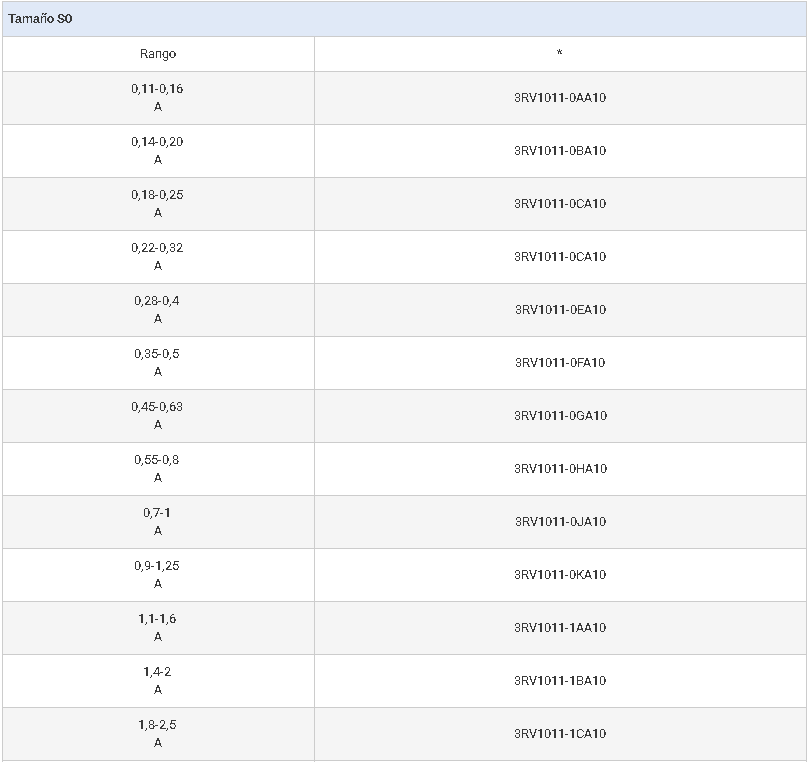 Tamaño S0
Rango
*
0,11-0,16
A
3RV1011-0AA10
0,14-0,20
A
3RV1011-0BA10
0,18-0,25
A
3RV1011-0CA10
0,22-0,32
A
3RV1011-0CA10
0,28-0,4
A
3RV1011-0EA10
0,35-0,5
A
3RV1011-0FA10
0,45-0,63
A
3RV1011-0GA10
0,55-0,8
A
3RV1011-0HA10
0,7-1
A
3RV1011-0JA10
0,9-1,25
A
3RV1011-0KA10
1,1-1,6
A
3RV1011-1AA10
1,4-2
A
3RV1011-1BA10
1,8-2,5
A
3RV1011-1CA10